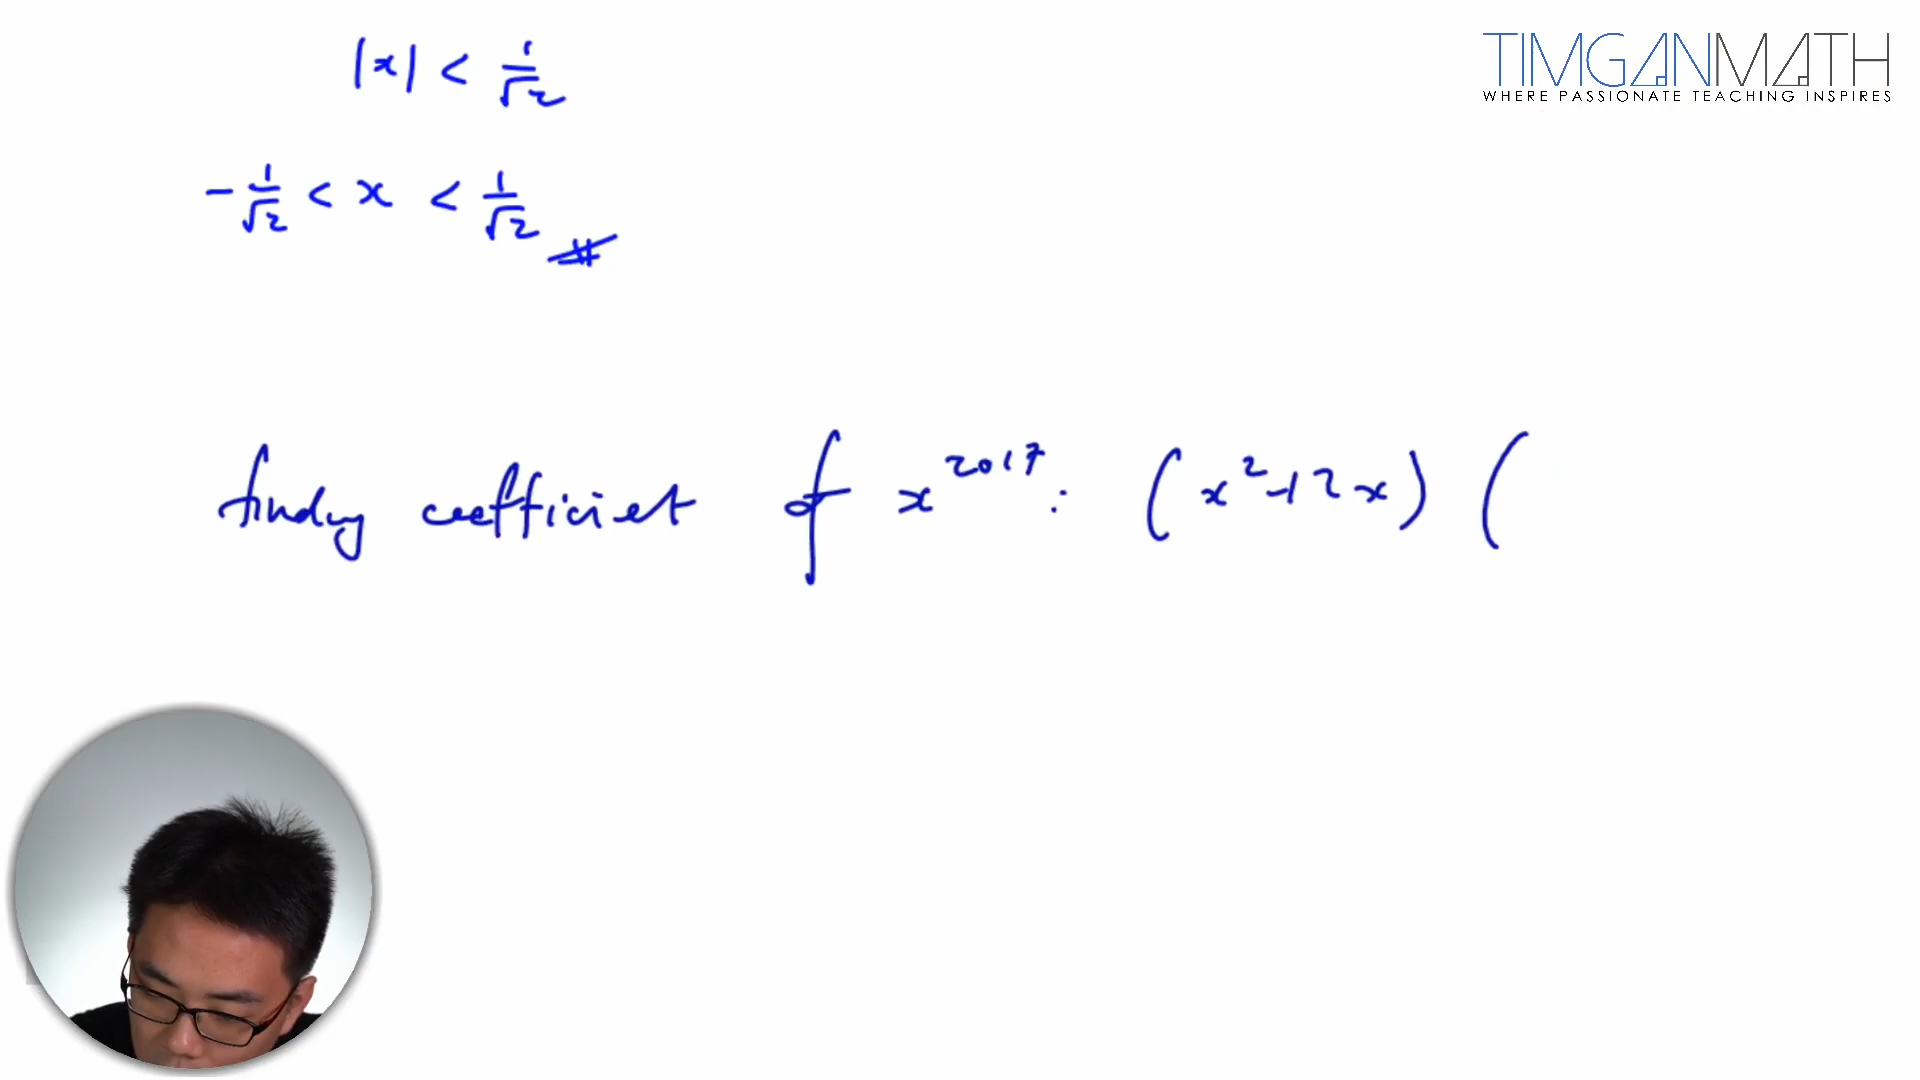 |x| < 1/√2
TIMGANMATH
WHERE PASSIONATE TEACHING INSPIRES
-1/√2 < x < 1/√2 #
finding coefficient of x^2017 : (x^2+2x) (